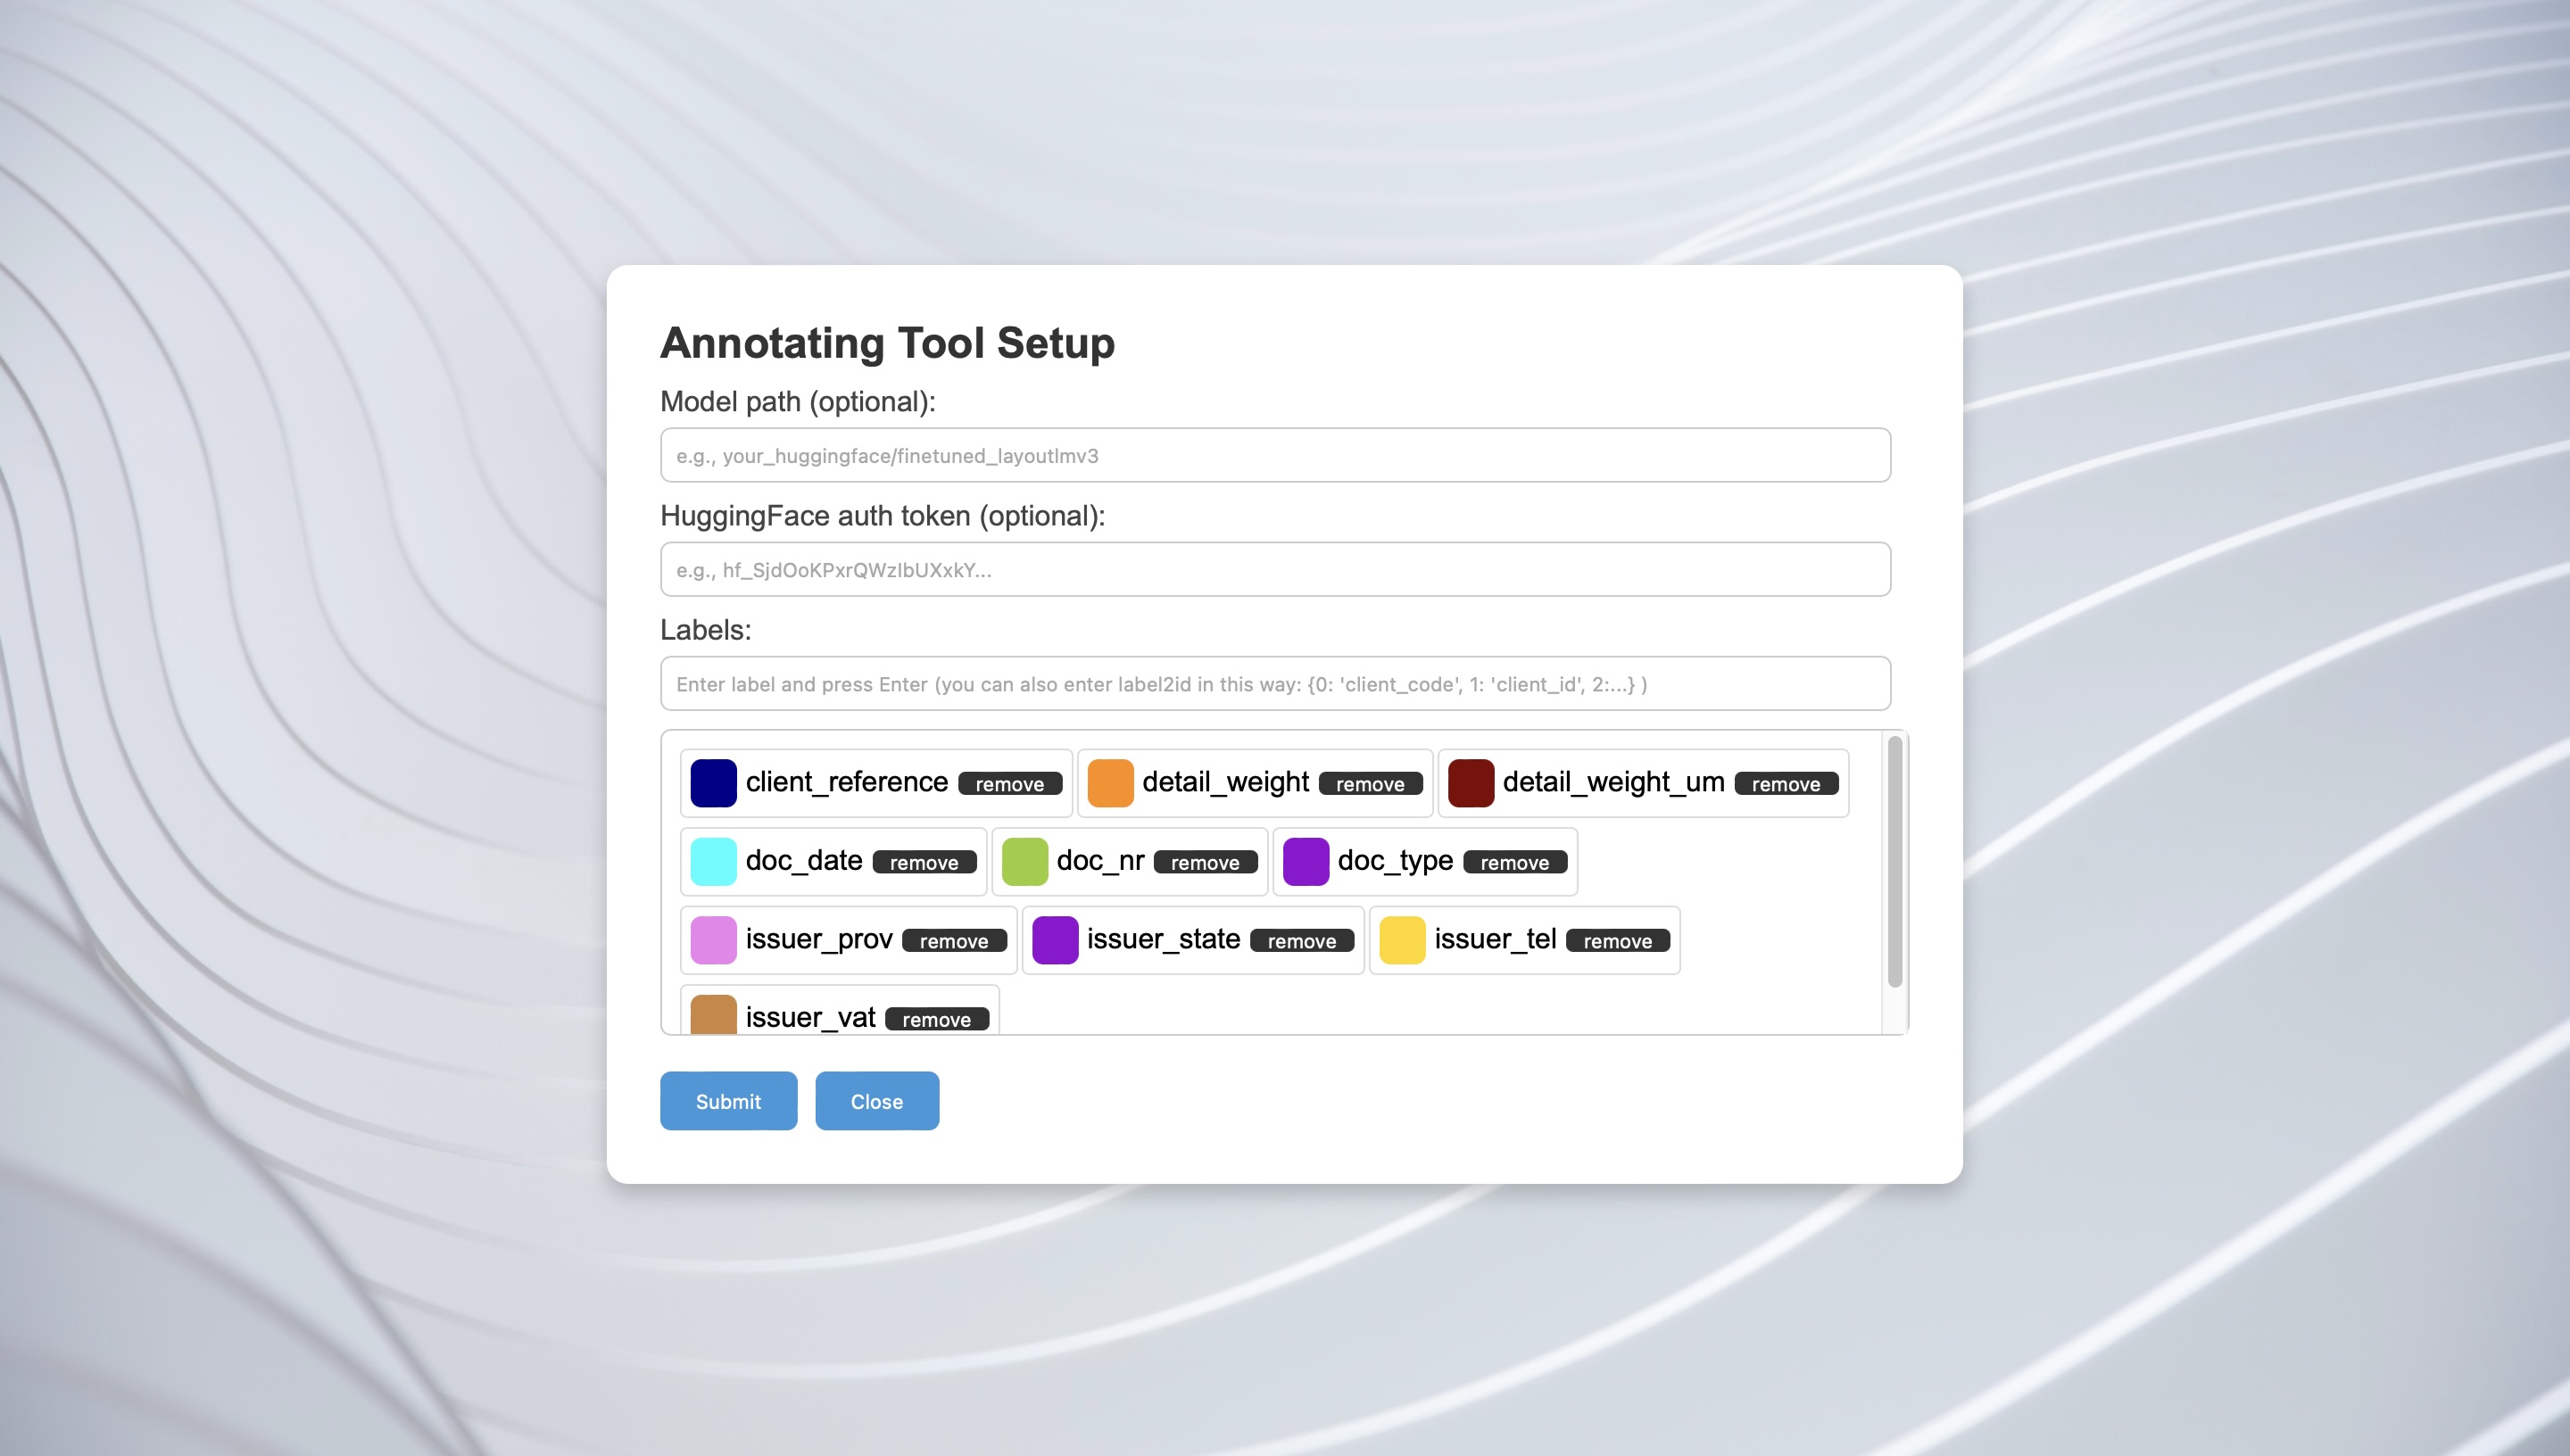 Annotating Tool Setup
Model path (optional):
e.g., your_huggingface/finetuned_layoutlmv3
HuggingFace auth token (optional):
e.g., hf_SjdOoKPxrQWzIbUXxkY...
Labels:
Enter label and press Enter (you can also enter label2id in this way: {0: 'client_code', 1: 'client_id', 2:...} )
client_reference remove detail_weight remove detail_weight_um remove
doc_date remove doc_nr remove doc_type remove
issuer_prov remove issuer_state remove issuer_tel remove
issuer_vat remove
Submit Close